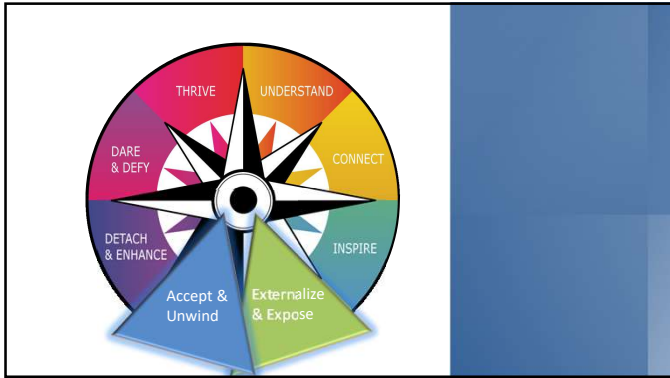 THRIVE
UNDERSTAND
DARE
& DEFY
CONNECT
DETACH
& ENHANCE
INSPIRE
Accept &
Unwind
Externalize
& Expose